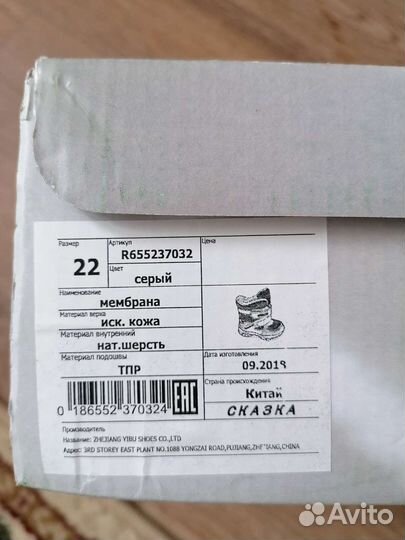 Размер
22
Артикул
R655237032
Цена
Цвет
серый
Наименование
мембрана
Материал верха
иск. кожа
Материал внутренний
нат.шерсть
Материал подошвы
ТПР
Дата изготовления
09.2018
Страна происхождения
Китай
СКАЗКА
0 186552 370324
EAC
Производитель
Название: ZHEJIANG YIBU SHOES CO.,LTD
Адрес: 3RD STOREY EAST PLANT NO.1088 YONGZAI ROAD,PUJIANG,ZHEJIANG,CHINA
Avito